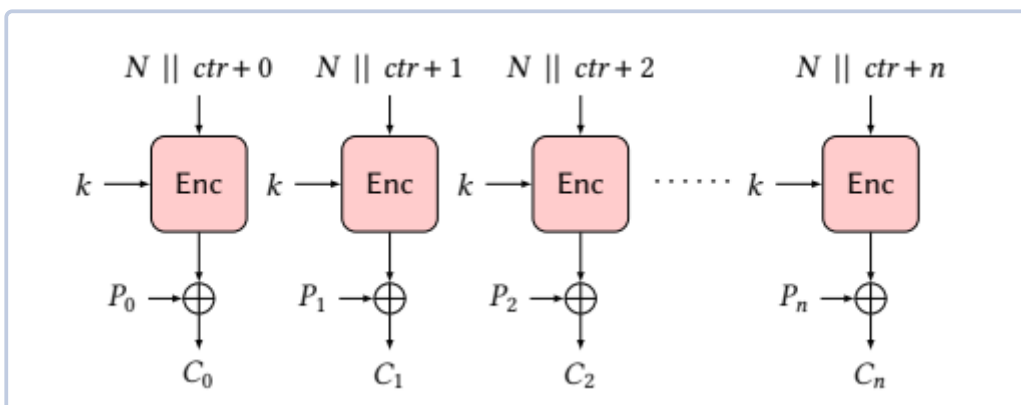 N || ctr + 0 N || ctr + 1 N || ctr + 2 N || ctr + n
k Enc k Enc k Enc ······ k Enc
P₀ P₁ P₂ Pₙ
C₀ C₁ C₂ Cₙ